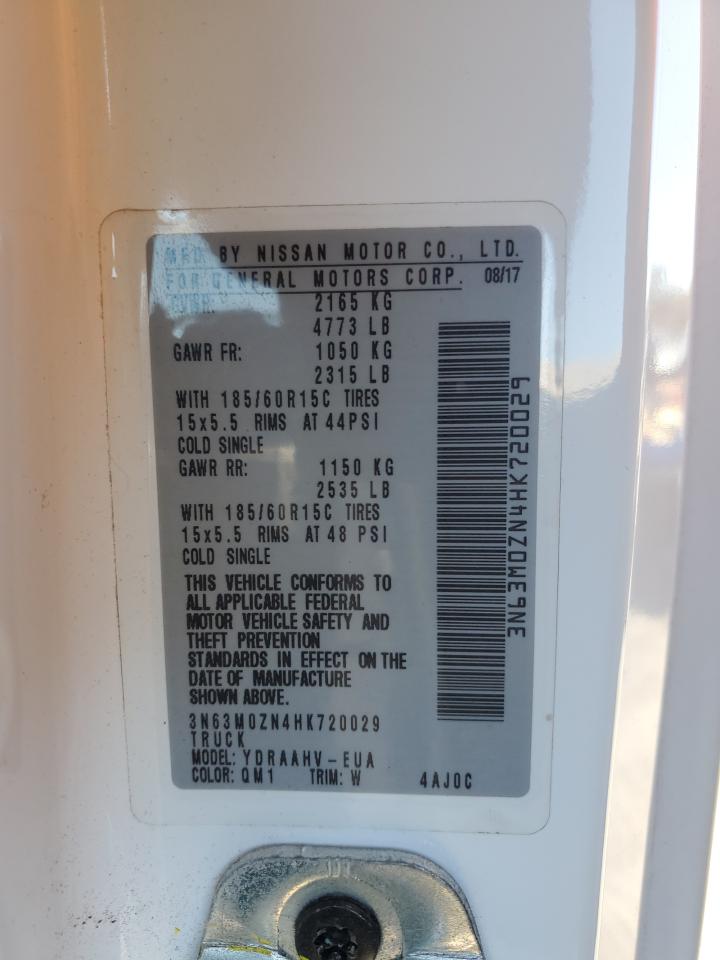 MFD BY NISSAN MOTOR CO., LTD.
FOR GENERAL MOTORS CORP. 08/17
GVWR: 2165 KG
4773 LB
GAWR FR: 1050 KG
2315 LB
WITH 185/60R15C TIRES
15x5.5 RIMS AT 44PSI
COLD SINGLE
GAWR RR: 1150 KG
2535 LB
WITH 185/60R15C TIRES
15x5.5 RIMS AT 48 PSI
COLD SINGLE
THIS VEHICLE CONFORMS TO
ALL APPLICABLE FEDERAL
MOTOR VEHICLE SAFETY AND
THEFT PREVENTION
STANDARDS IN EFFECT ON THE
DATE OF MANUFACTURE
SHOWN ABOVE.
3N63M0ZN4HK720029
TRUCK
MODEL: YDRAAHV-EUA
COLOR: QM1 TRIM: W 4AJ0C
3N63M0ZN4HK720029